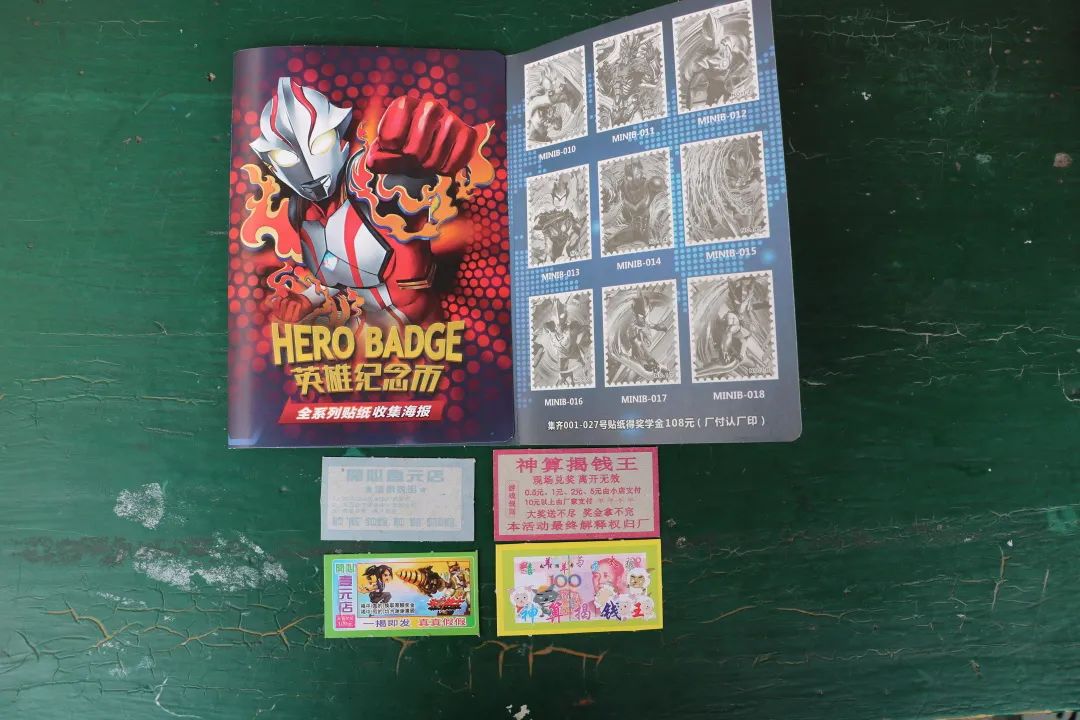 HERO BADGE
英雄纪念币
全系列贴纸收集海报
MINIB-010
MINIB-011
MINIB-012
MINIB-013
MINIB-014
MINIB-015
MINIB-016
MINIB-017
MINIB-018
集齐001-027号贴纸得奖学金108元（厂付认厂印）
開心壹元店
神算揭钱王
现场兑奖 离开无效
游戏规则
0.5元、1元、2元、5元由小店支付
10元以上由厂家支付
大奖送不尽 奖金拿不完
本活动最终解释权归厂
開心
壹元店
一揭即发 真真假假
100
神算揭钱王